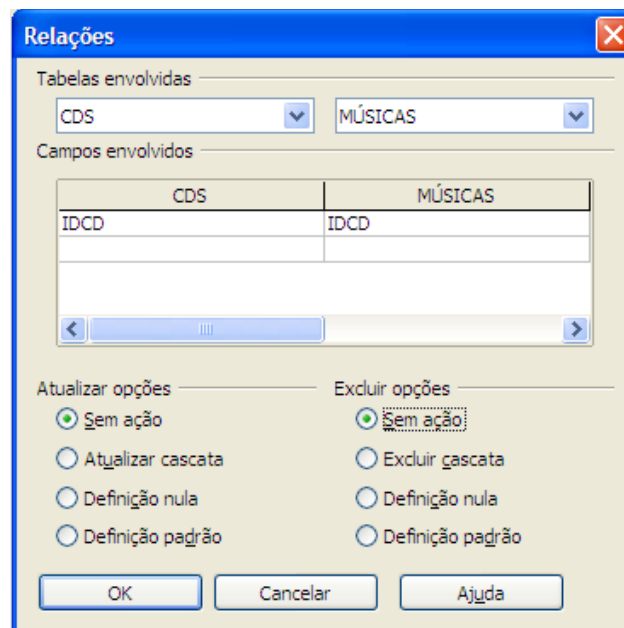 Relações
Tabelas envolvidas
CDS MÚSICAS
Campos envolvidos
CDS MÚSICAS
IDCD IDCD
Atualizar opções Excluir opções
Sem ação Sem ação
Atualizar cascata Excluir cascata
Definição nula Definição nula
Definição padrão Definição padrão
OK Cancelar Ajuda